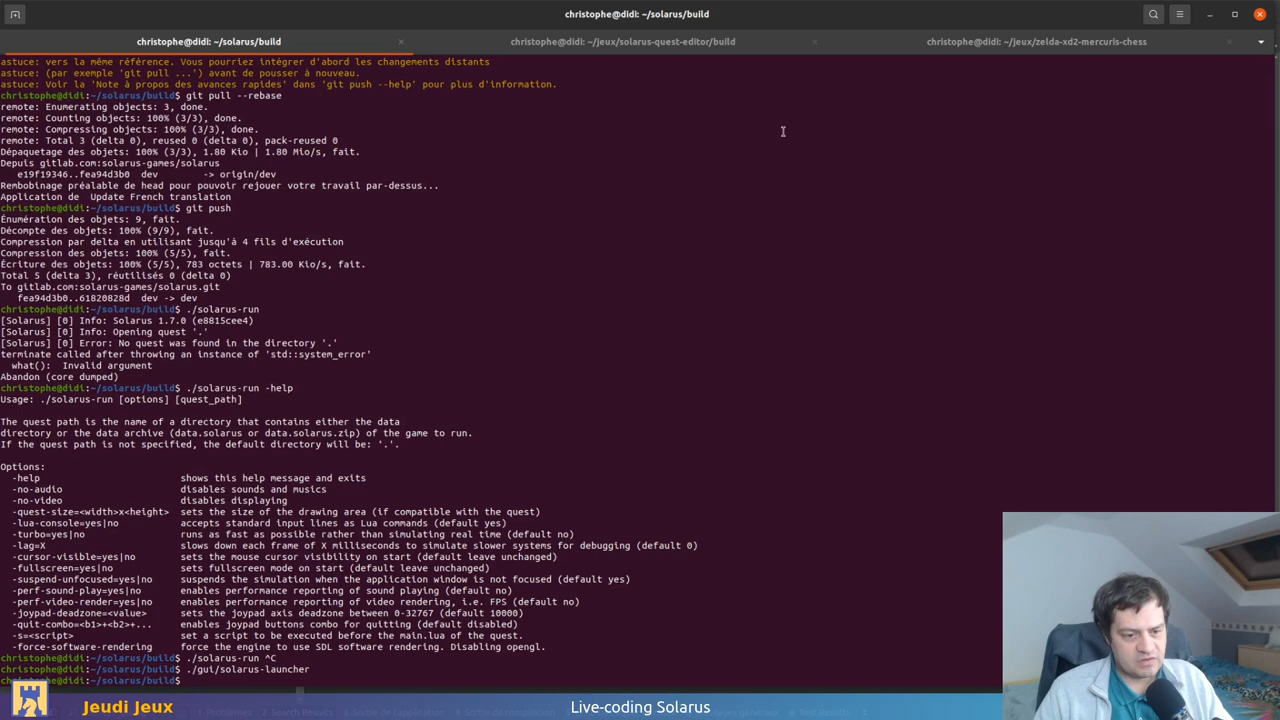 christophe@didi: ~/solarus/build
christophe@didi: ~/solarus/build
christophe@didi: ~/jeux/solarus-quest-editor/build
christophe@didi: ~/jeux/zelda-xd2-mercuris-chess
astuce: vers la même référence. Vous pourriez intégrer d'abord les changements distants
astuce: (par exemple 'git pull ...') avant de pousser à nouveau.
astuce: Voir la 'Note à propos des avances rapides' dans 'git push --help' pour plus d'information.
christophe@didi:~/solarus/build$ git pull --rebase
remote: Enumerating objects: 3, done.
remote: Counting objects: 100% (3/3), done.
remote: Compressing objects: 100% (3/3), done.
remote: Total 3 (delta 0), reused 0 (delta 0), pack-reused 0
Dépaquetage des objets: 100% (3/3), 1.80 Kio | 1.80 Mio/s, fait.
Depuis gitlab.com:solarus-games/solarus
e19f19346..fea94d3b0 dev -> origin/dev
Rembobinage préalable de head pour pouvoir rejouer votre travail par-dessus...
Application de  Update French translation
christophe@didi:~/solarus/build$ git push
Énumération des objets: 9, fait.
Décompte des objets: 100% (9/9), fait.
Compression par delta en utilisant jusqu'à 4 fils d'exécution
Compression des objets: 100% (5/5), fait.
Écriture des objets: 100% (5/5), 783 octets | 783.00 Kio/s, fait.
Total 5 (delta 3), réutilisés 0 (delta 0)
To gitlab.com:solarus-games/solarus.git
fea94d3b0..61820828d dev -> dev
christophe@didi:~/solarus/build$ ./solarus-run
[Solarus] [0] Info: Solarus 1.7.0 (e8815cee4)
[Solarus] [0] Info: Opening quest '.'
[Solarus] [0] Error: No quest was found in the directory '.'
terminate called after throwing an instance of 'std::system_error'
what():  Invalid argument
Abandon (core dumped)
christophe@didi:~/solarus/build$ ./solarus-run -help
Usage: ./solarus-run [options] [quest_path]
The quest path is the name of a directory that contains either the data
directory or the data archive (data.solarus or data.solarus.zip) of the game to run.
If the quest path is not specified, the default directory will be: '.'.
Options:
-help shows this help message and exits
-no-audio disables sounds and musics
-no-video disables displaying
-quest-size=<width>x<height> sets the size of the drawing area (if compatible with the quest)
-lua-console=yes|no accepts standard input lines as Lua commands (default yes)
-turbo=yes|no runs as fast as possible rather than simulating real time (default no)
-lag=X slows down each frame of X milliseconds to simulate slower systems for debugging (default 0)
-cursor-visible=yes|no sets the mouse cursor visibility on start (default leave unchanged)
-fullscreen=yes|no sets fullscreen mode on start (default leave unchanged)
-suspend-unfocused=yes|no suspends the simulation when the application window is not focused (default yes)
-perf-sound-play=yes|no enables performance reporting of sound playing (default no)
-perf-video-render=yes|no enables performance reporting of video rendering, i.e. FPS (default no)
-joypad-deadzone=<value> sets the joypad axis deadzone between 0-32767 (default 10000)
-quit-combo=<b1>+<b2>+... enables joypad buttons combo for quitting (default disabled)
-s=<script> set a script to be executed before the main.lua of the quest.
-force-software-rendering force the engine to use SDL software rendering. Disabling opengl.
christophe@didi:~/solarus/build$ ./solarus-run ^C
christophe@didi:~/solarus/build$ ./gui/solarus-launcher
christophe@didi:~/solarus/build$
Jeudi Jeux
Live-coding Solarus